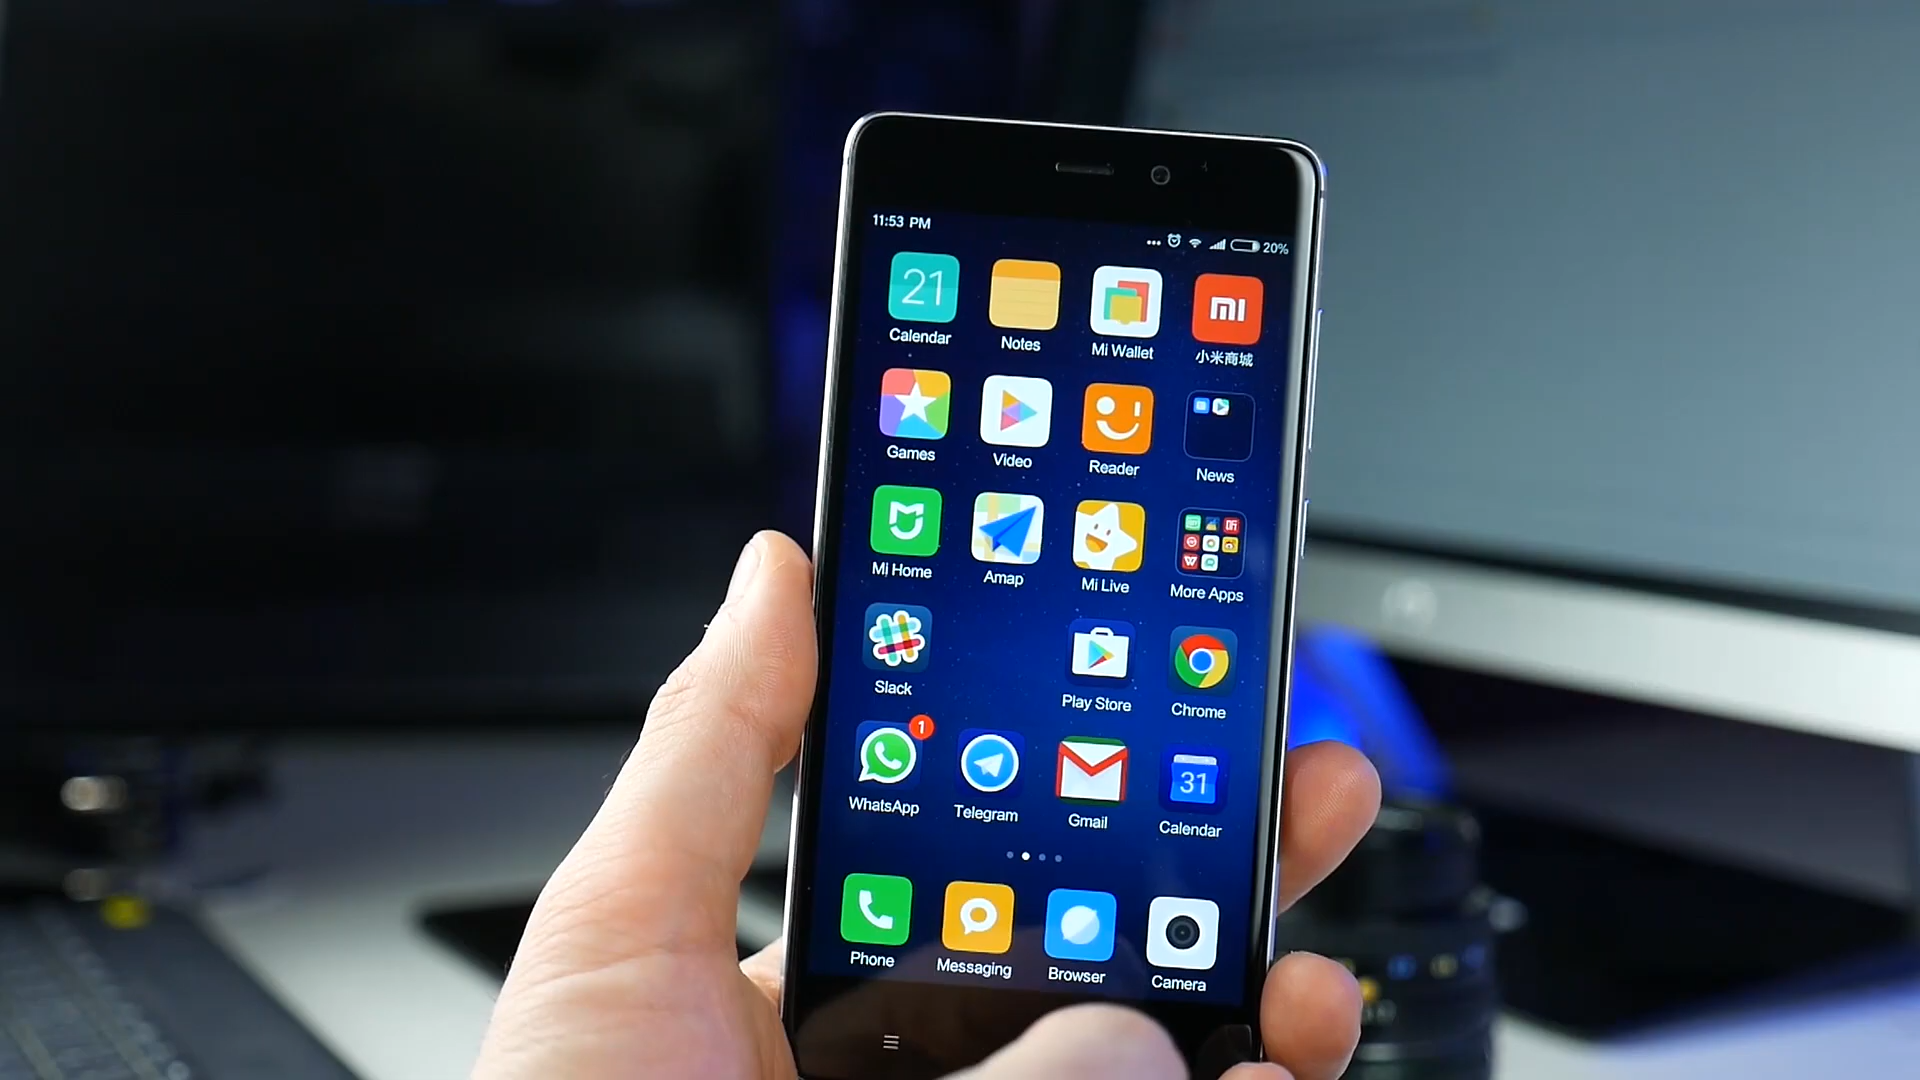 11:53 PM
20%
21
mi
Calendar
Notes
Mi Wallet
小米商城
Games
Video
Reader
News
Mi Home
Amap
Mi Live
More Apps
Slack
Play Store
Chrome
1
31
WhatsApp
Telegram
Gmail
Calendar
Phone
Messaging
Browser
Camera